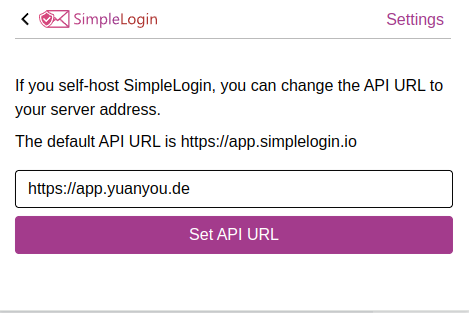 SimpleLogin
Settings
If you self-host SimpleLogin, you can change the API URL to
your server address.
The default API URL is https://app.simplelogin.io
https://app.yuanyou.de
Set API URL